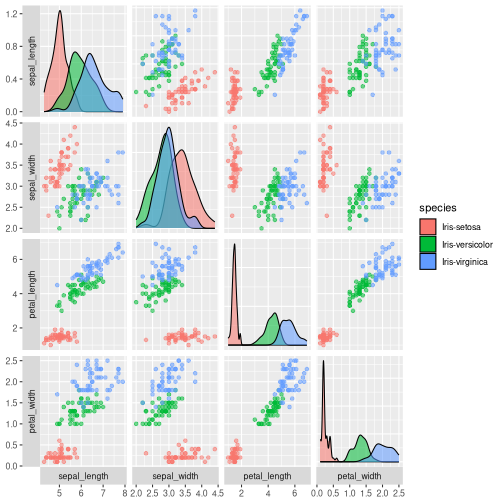 sepal_length
1.2
0.8
0.4
0.0
sepal_width
4.5
4.0
3.5
3.0
2.5
2.0
petal_length
6
4
2
petal_width
2.5
2.0
1.5
1.0
0.5
0.0
5 6 7 8
2.0 2.5 3.0 3.5 4.0 4.5
2 4 6
0.0 0.5 1.0 1.5 2.0 2.5
sepal_length sepal_width petal_length petal_width
species
Iris-setosa
Iris-versicolor
Iris-virginica